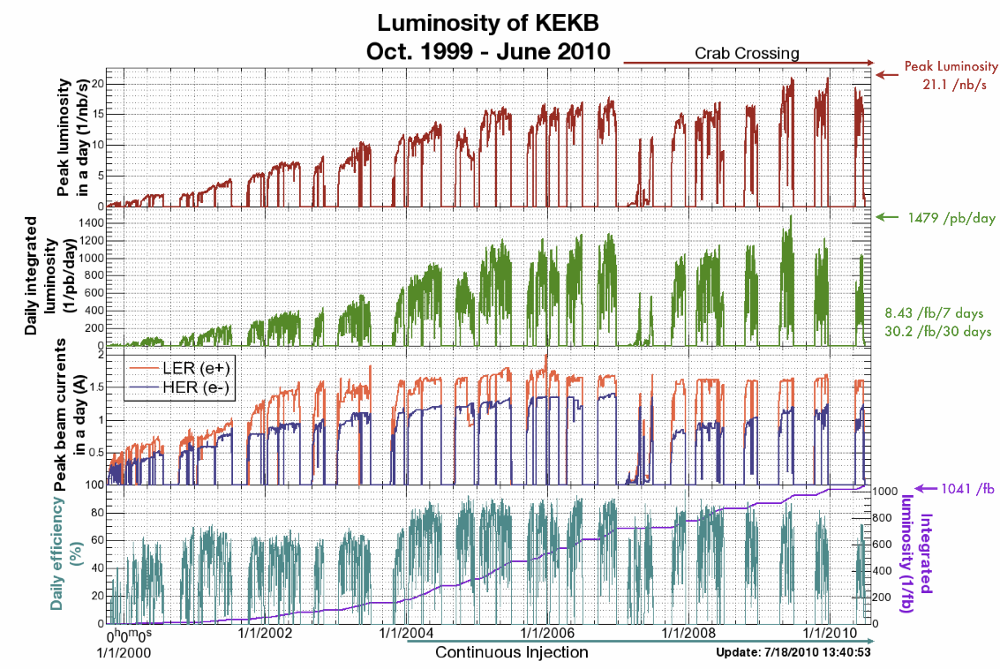 Luminosity of KEKB
Oct. 1999 - June 2010
Crab Crossing
Peak Luminosity
21.1 /nb/s
Peak luminosity
in a day (1/nb/s)
20
15
10
5
0
Daily integrated
luminosity
(1/pb/day)
1400
1200
1000
800
600
400
200
0
1479 /pb/day
8.43 /fb/7 days
30.2 /fb/30 days
Peak beam currents
in a day (A)
2
1.5
1
0.5
LER (e+)
HER (e-)
Daily efficiency
(%)
100
80
60
40
20
0
1000
800
600
400
200
0
1041 /fb
Integrated
luminosity (1/fb)
0h0m0s
1/1/2000
1/1/2002
1/1/2004
1/1/2006
1/1/2008
1/1/2010
Continuous Injection
Update: 7/18/2010 13:40:53